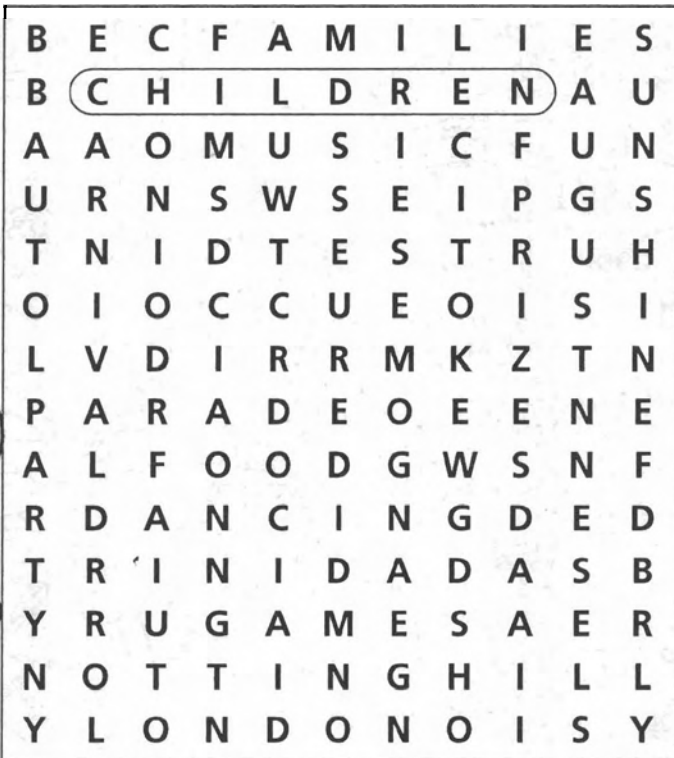 B E C F A M I L I E S
B C H I L D R E N A U
A A O M U S I C F U N
U R N S W S E I P G S
T N I D T E S T R U H
O I O C C U E O I S I
L V D I R R M K Z T N
P A R A D E O E E N E
A L F O O D G W S N F
R D A N C I N G D E D
T R I N I D A D A S B
Y R U G A M E S A E R
N O T T I N G H I L L
Y L O N D O N O I S Y